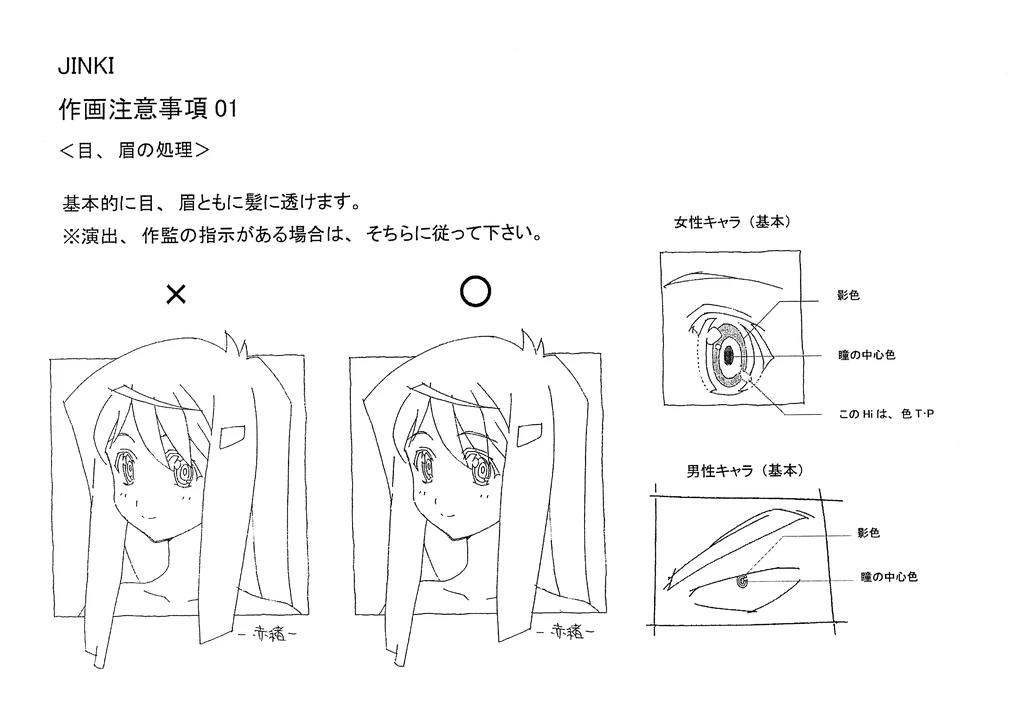 JINKI
作画注意事項 01
＜目、眉の処理＞
基本的に目、眉ともに髪に透けます。
※演出、作監の指示がある場合は、そちらに従って下さい。
×
○
－赤緒－
－赤緒－
女性キャラ（基本）
影色
瞳の中心色
このHiは、色T・P
男性キャラ（基本）
影色
瞳の中心色